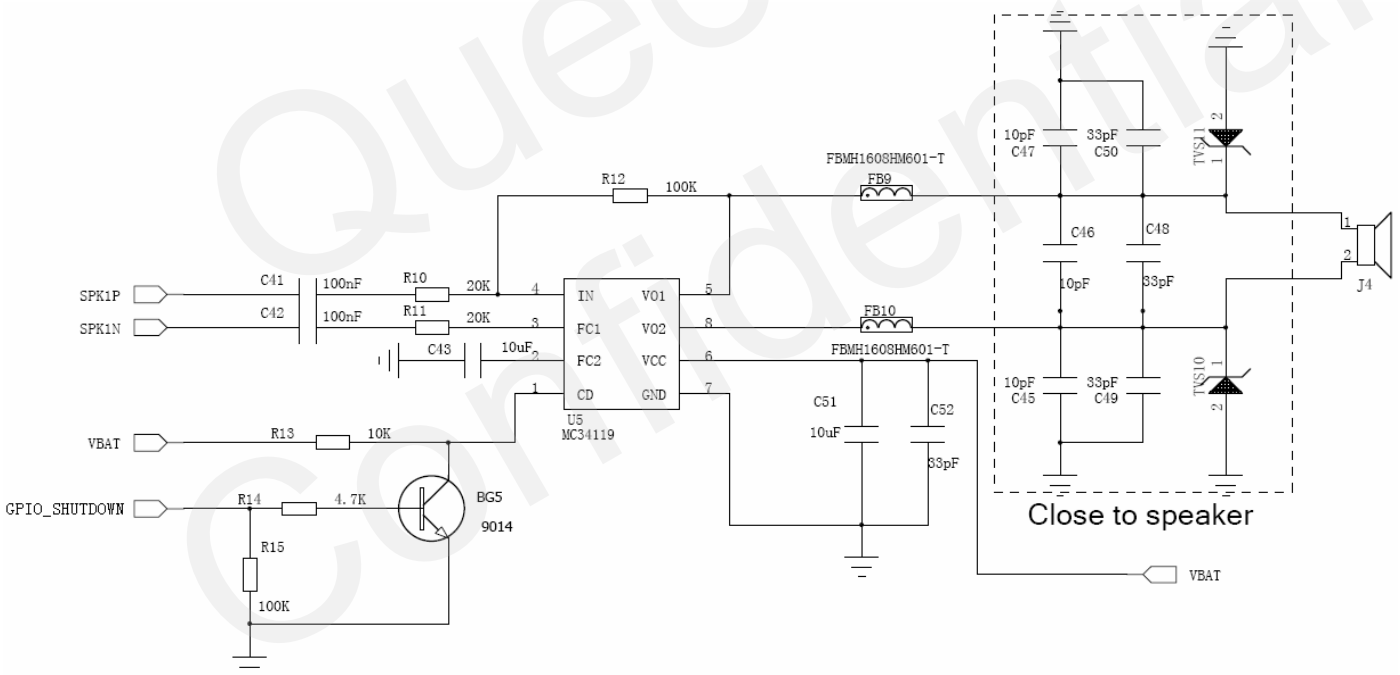 Quec
Confidential
10pF
C47
33pF
C50
TVS11
2
1
FBMH1608HM601-T
FB9
R12
100K
C46
10pF
C48
33pF
1
2
J4
SPK1P
C41
100nF
R10
20K
4
IN
VO1
5
SPK1N
C42
100nF
R11
20K
3
FC1
VO2
8
FB10
FBMH1608HM601-T
C43
10uF
2
FC2
VCC
6
1
CD
GND
7
U5
MC34119
10pF
C45
33pF
C49
TVS10
1
2
C51
10uF
C52
33pF
VBAT
R13
10K
GPIO_SHUTDOWN
R14
4.7K
BG5
9014
R15
100K
Close to speaker
VBAT